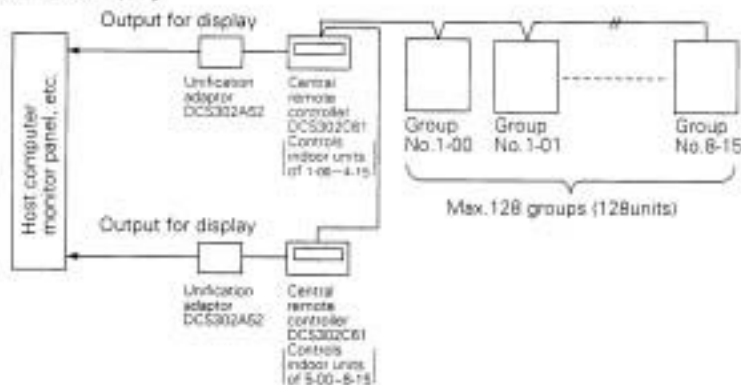 Output for display
Host computer
monitor panel, etc.
Unification
adaptor
DCS302A52
Central
remote
controller
DCS302C61
Controls
indoor units
of 1-00~4-15
Group
No.1-00
Group
No.1-01
Group
No.8-15
Max.128 groups (128units)
Output for display
Unification
adaptor
DCS302A52
Central
remote
controller
DCS302C61
Controls
indoor units
of 5-00~8-15